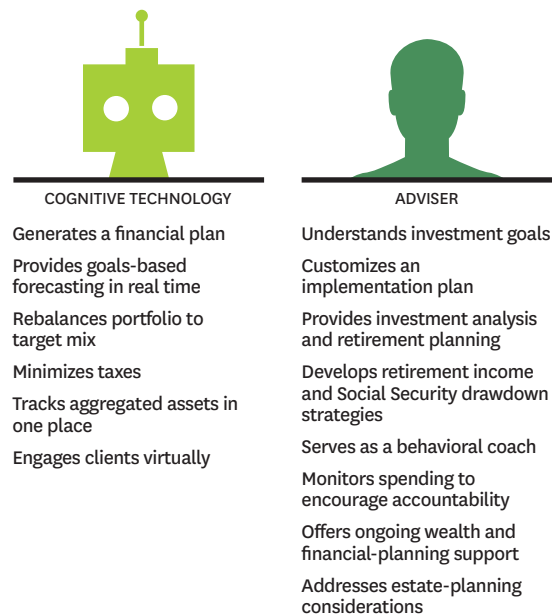 COGNITIVE TECHNOLOGY
Generates a financial plan
Provides goals-based
forecasting in real time
Rebalances portfolio to
target mix
Minimizes taxes
Tracks aggregated assets in
one place
Engages clients virtually
ADVISER
Understands investment goals
Customizes an
implementation plan
Provides investment analysis
and retirement planning
Develops retirement income
and Social Security drawdown
strategies
Serves as a behavioral coach
Monitors spending to
encourage accountability
Offers ongoing wealth and
financial-planning support
Addresses estate-planning
considerations